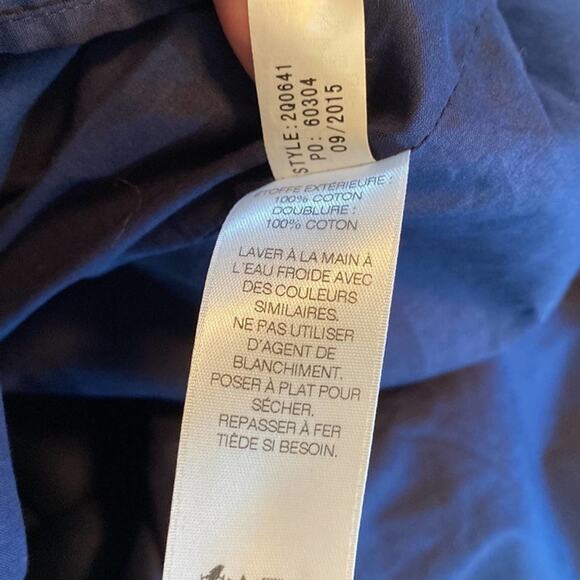 STYLE: 2Q0641
PO: 60304
09/2015
ÉTOFFE EXTÉRIEURE :
100% COTON
DOUBLURE :
100% COTON
LAVER À LA MAIN À
L'EAU FROIDE AVEC
DES COULEURS
SIMILAIRES.
NE PAS UTILISER
D'AGENT DE
BLANCHIMENT.
POSER À PLAT POUR
SÉCHER.
REPASSER À FER
TIÈDE SI BESOIN.